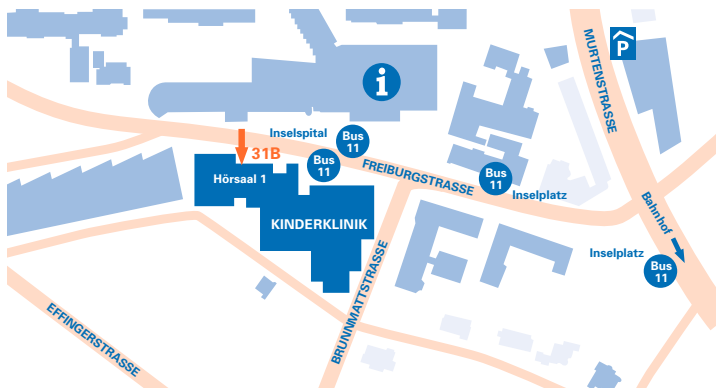 P
MURTENSTRASSE
i
Inselspital
Bus
11
31B
Bus
11
FREIBURGSTRASSE
Hörsaal 1
Bus
11
Inselplatz
Bahnhof
KINDERKLINIK
Inselplatz
Bus
11
BRUNNMATTSTRASSE
EFFINGERSTRASSE